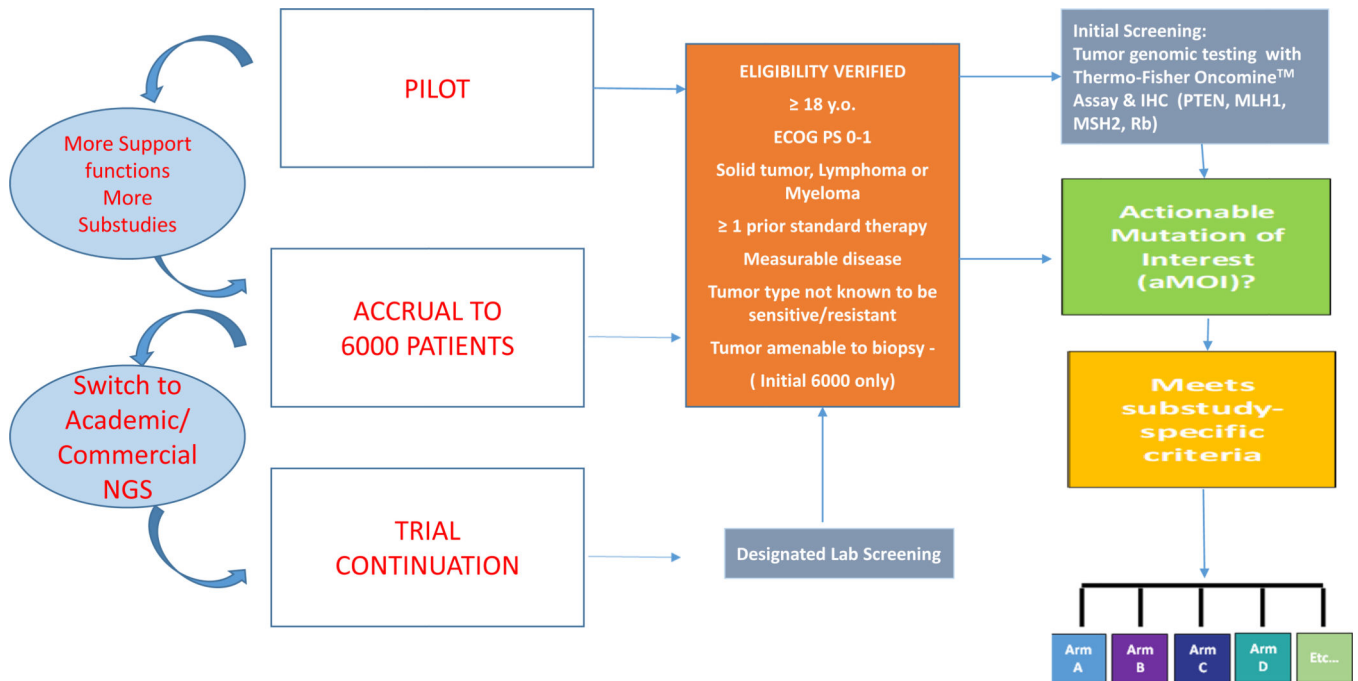 PILOT
More Support
functions
More
Substudies
ACCRUAL TO
6000 PATIENTS
Switch to
Academic/
Commercial
NGS
TRIAL
CONTINUATION
ELIGIBILITY VERIFIED
≥ 18 y.o.
ECOG PS 0-1
Solid tumor, Lymphoma or
Myeloma
≥ 1 prior standard therapy
Measurable disease
Tumor type not known to be
sensitive/resistant
Tumor amenable to biopsy -
( Initial 6000 only)
Designated Lab Screening
Initial Screening:
Tumor genomic testing with
Thermo-Fisher Oncomine™
Assay & IHC (PTEN, MLH1,
MSH2, Rb)
Actionable
Mutation of
Interest
(aMOI)?
Meets
substudy-
specific
criteria
Arm
A
Arm
B
Arm
C
Arm
D
Etc...